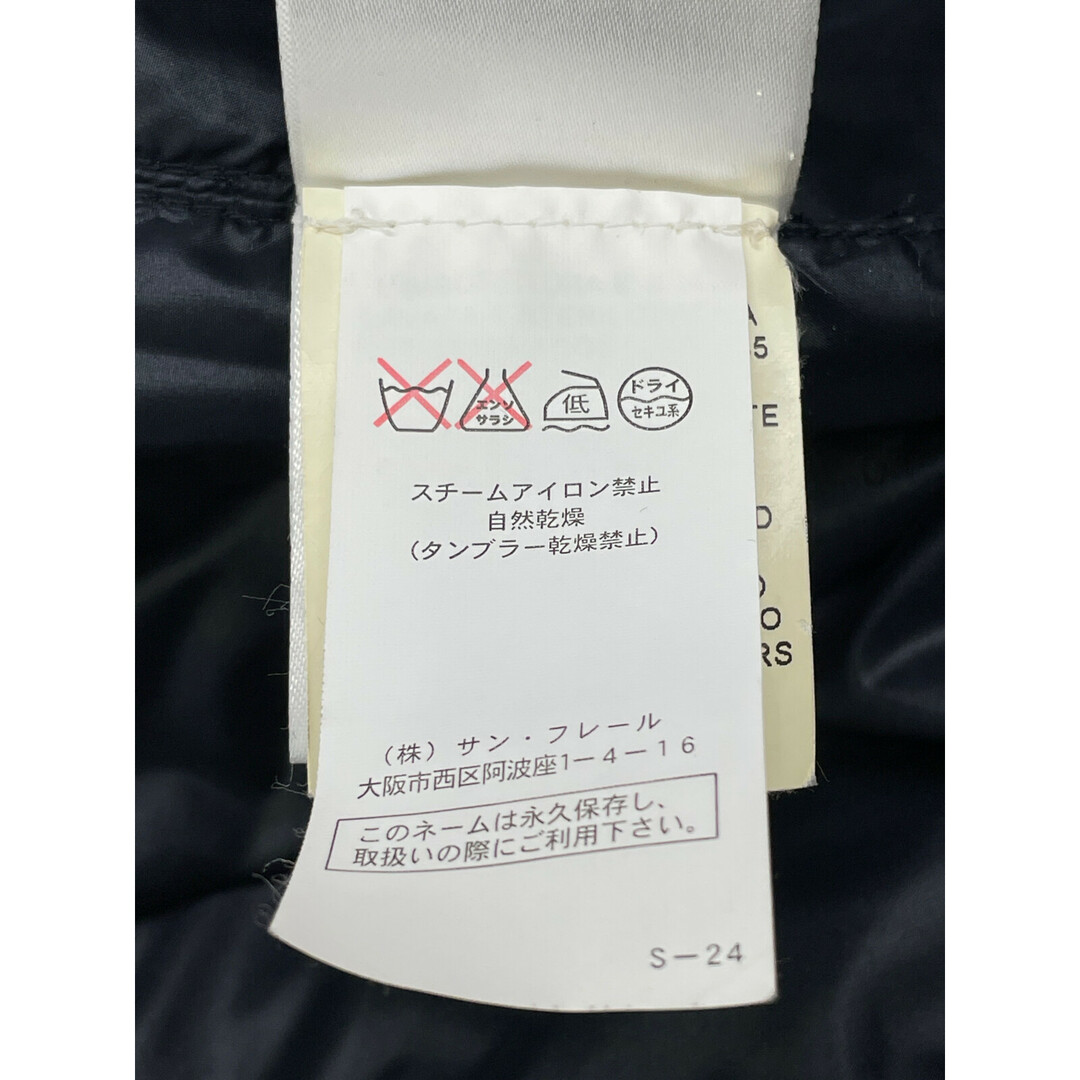 エンソ
サラシ
低
ドライ
セキユ系
スチームアイロン禁止
自然乾燥
(タンブラー乾燥禁止)
(株) サン・フレール
大阪市西区阿波座1-4-16
このネームは永久保存し、
取扱いの際にご利用下さい。
S-24
A
5
TE
D
O
RS